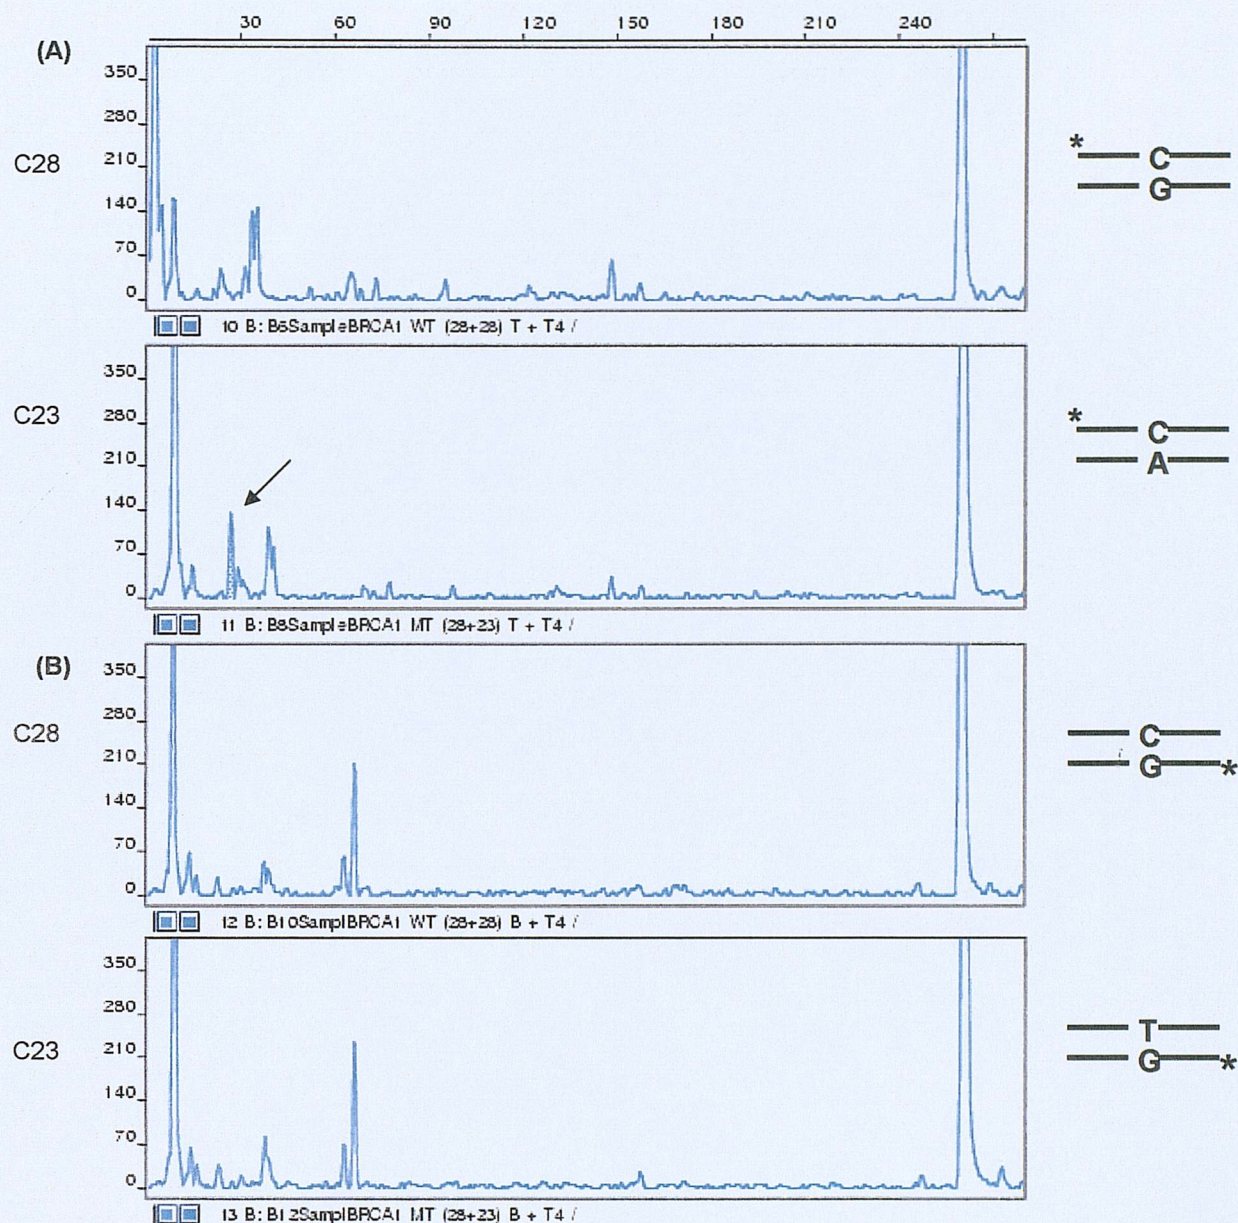 30 60 90 120 150 180 210 240
(A)
350
280
210
140
70
0
C28
* C
G
10 B: B6SampleBRCA1 WT (28+28) T + T4 /
350
280
210
140
70
0
C23
* C
A
11 B: B8SampleBRCA1 MT (28+23) T + T4 /
(B)
350
280
210
140
70
0
C28
C
G *
12 B: B10SamplBRCA1 WT (28+28) B + T4 /
350
280
210
140
70
0
C23
T
G *
13 B: B12SamplBRCA1 MT (28+23) B + T4 /